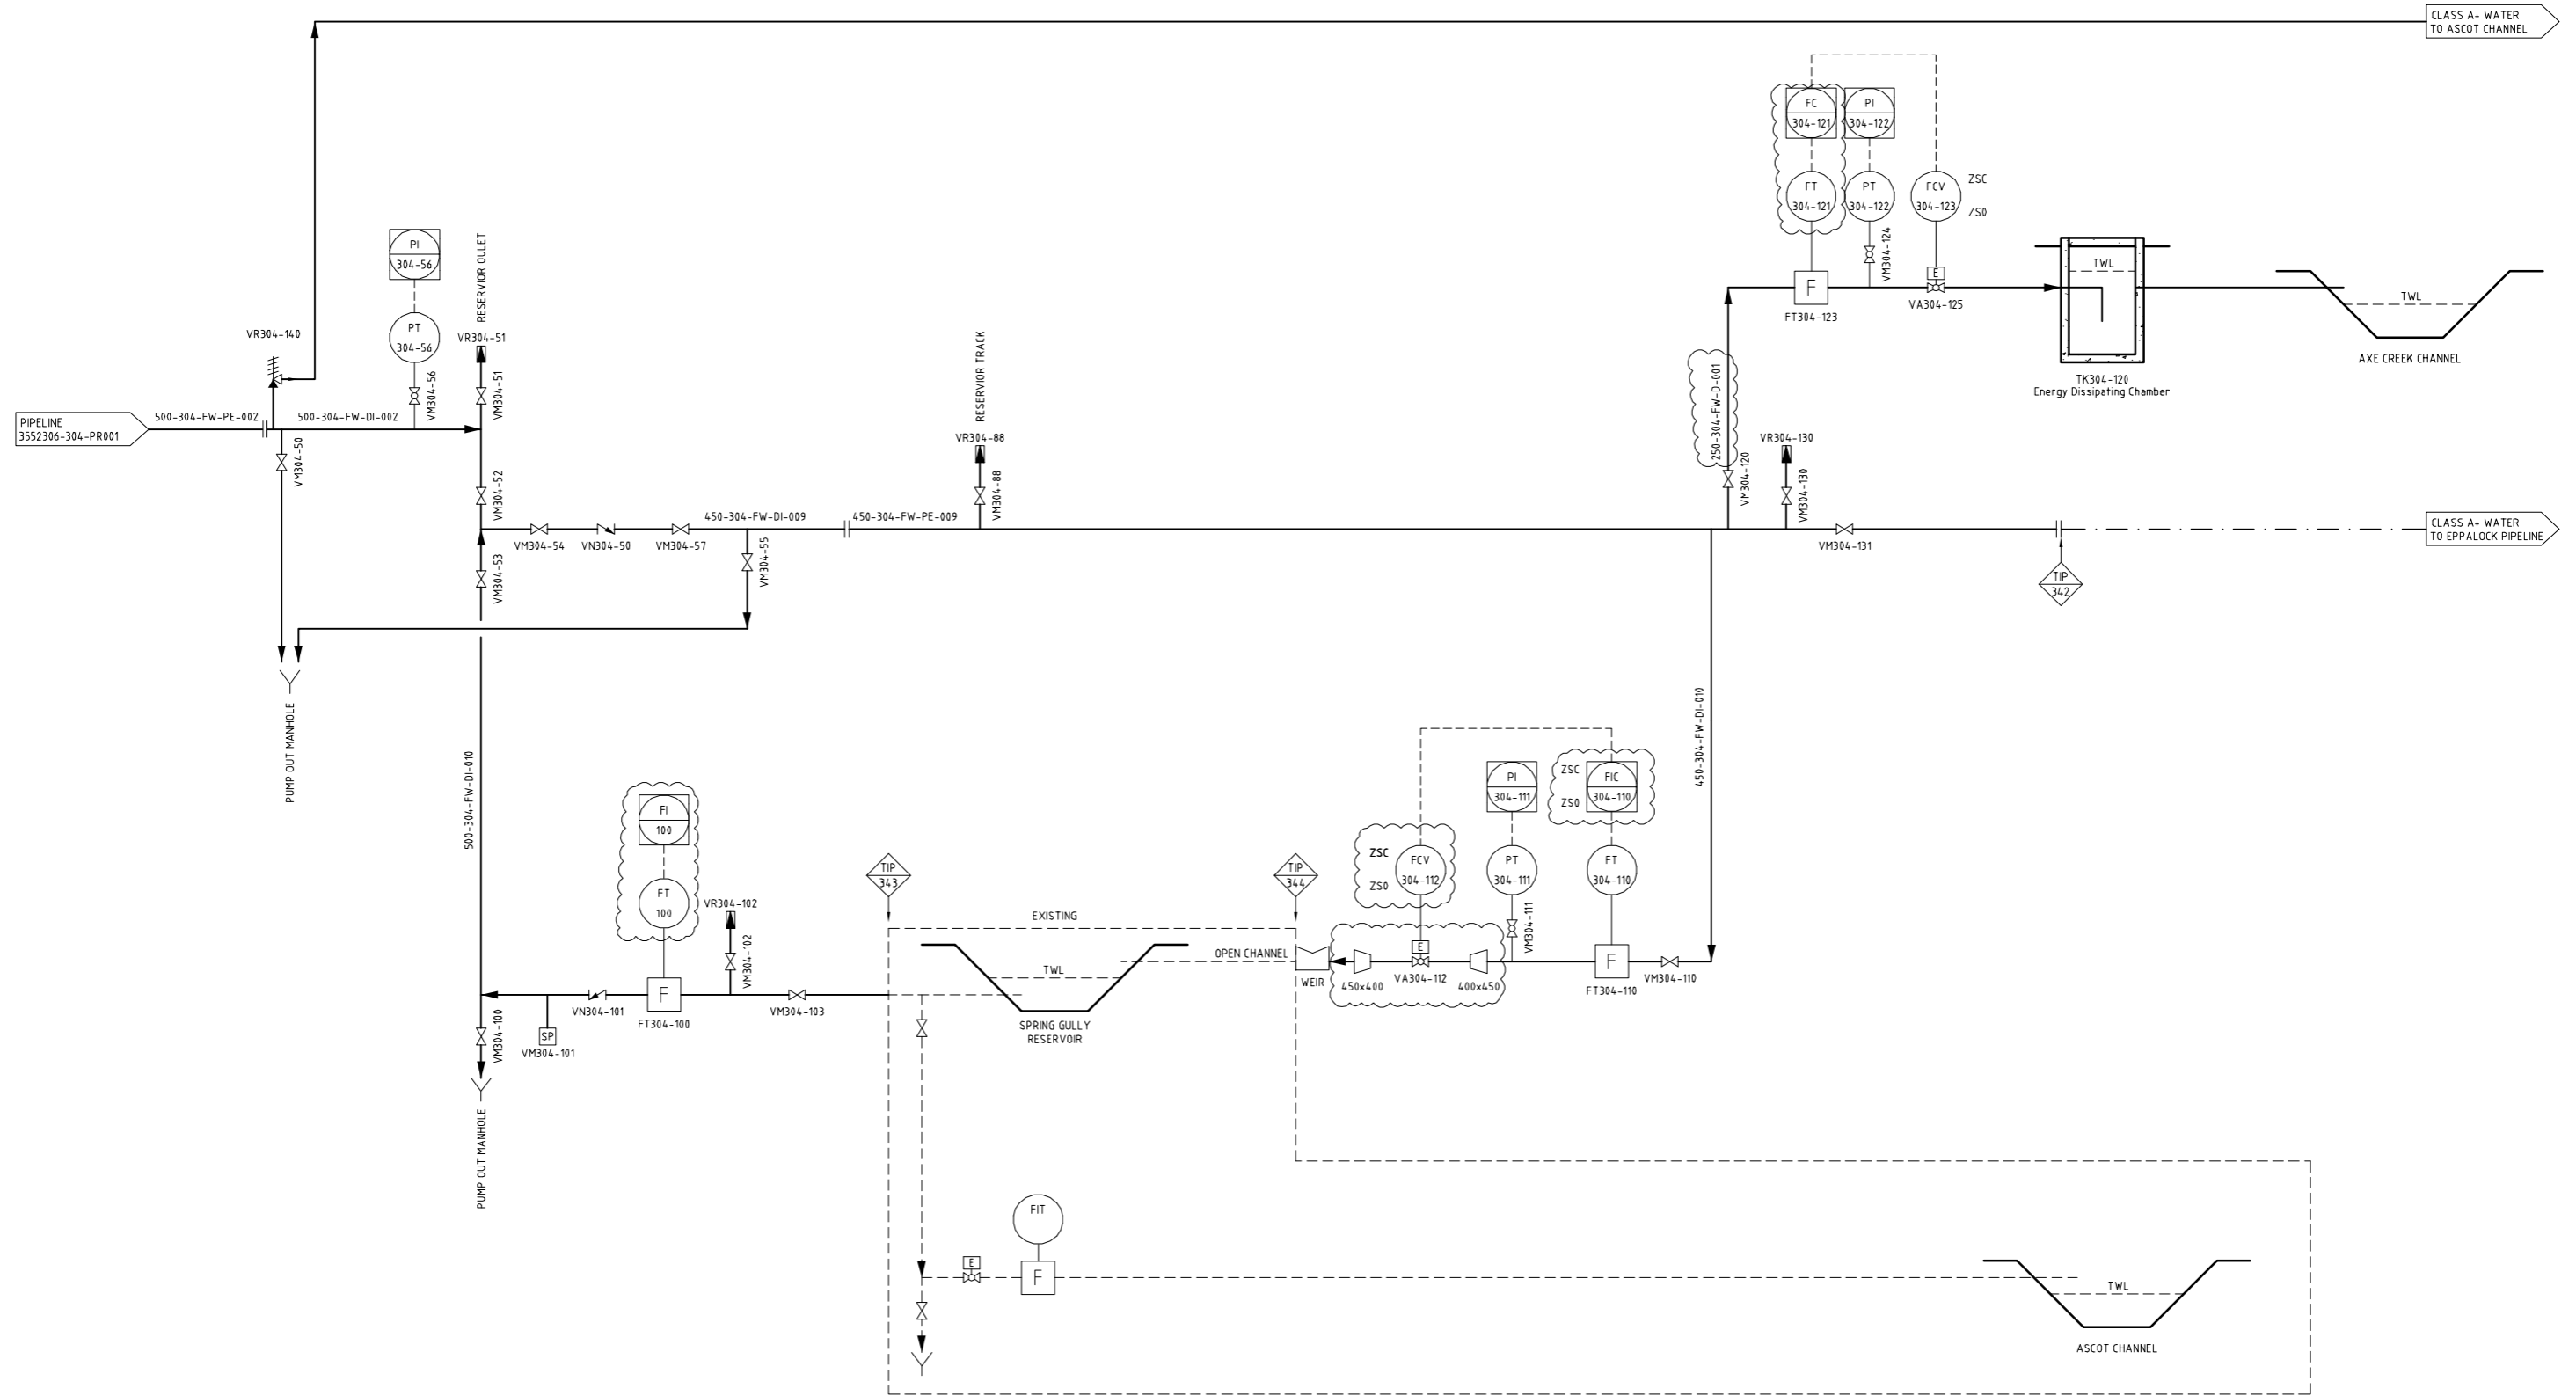 CLASS A+ WATER
TO ASCOT CHANNEL
FC
304-121
PI
304-122
FT
304-121
PT
304-122
FCV
304-123
ZSC
ZSO
VM304-124
E
F
FT304-123
VA304-125
TWL
TK304-120
Energy Dissipating Chamber
TWL
AXE CREEK CHANNEL
PI
304-56
PT
304-56
VM304-56
RESERVIOR OULET
VR304-51
VM304-51
VR304-140
PIPELINE
3552306-304-PR001
500-304-FW-PE-002
500-304-FW-DI-002
VM304-50
VM304-52
RESERVIOR TRACK
VR304-88
VM304-88
250-304-FW-D-001
VM304-120
VR304-130
VM304-130
450-304-FW-DI-009
450-304-FW-PE-009
VM304-54
VN304-50
VM304-57
VM304-53
VM304-55
VM304-131
CLASS A+ WATER
TO EPPALOCK PIPELINE
TIP
342
PUMP OUT MANHOLE
500-304-FW-DI-010
450-304-FW-DI-010
FI
100
FT
100
VR304-102
VM304-102
F
FT304-100
VN304-101
VM304-103
SP
VM304-101
VM304-100
PUMP OUT MANHOLE
TIP
343
TIP
344
EXISTING
OPEN CHANNEL
TWL
SPRING GULLY
RESERVOIR
WEIR
ZSC
ZSO
FCV
304-112
PI
304-111
PT
304-111
VM304-111
ZSC
ZSO
FIC
304-110
FT
304-110
E
F
450x400
VA304-112
400x450
FT304-110
VM304-110
FIT
E
F
TWL
ASCOT CHANNEL